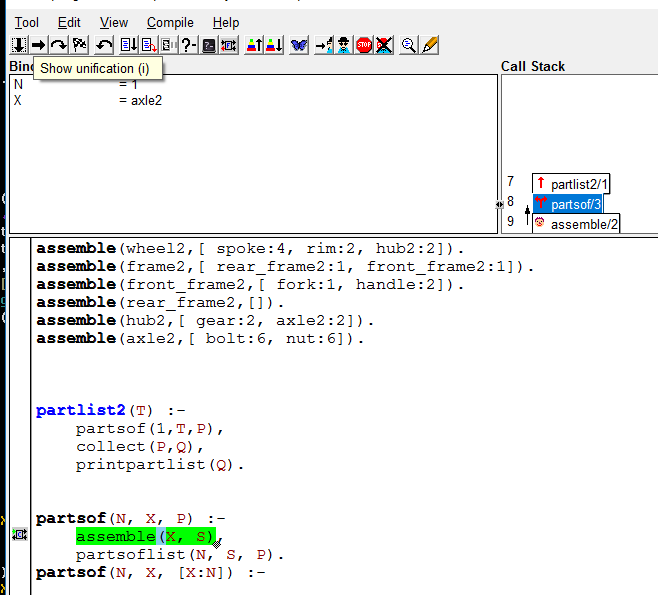 Tool Edit View Compile Help
Show unification (i)
Call Stack
N = 1
X = axle2
7 partlist2/1
8 partsof/3
9 assemble/2
assemble(wheel2,[ spoke:4, rim:2, hub2:2]).
assemble(frame2,[ rear_frame2:1, front_frame2:1]).
assemble(front_frame2,[ fork:1, handle:2]).
assemble(rear_frame2,[]).
assemble(hub2,[ gear:2, axle2:2]).
assemble(axle2,[ bolt:6, nut:6]).
partlist2(T) :-
partsof(1,T,P),
collect(P,Q),
printpartlist(Q).
partsof(N, X, P) :-
assemble(X, S),
partsoflist(N, S, P).
partsof(N, X, [X:N]) :-